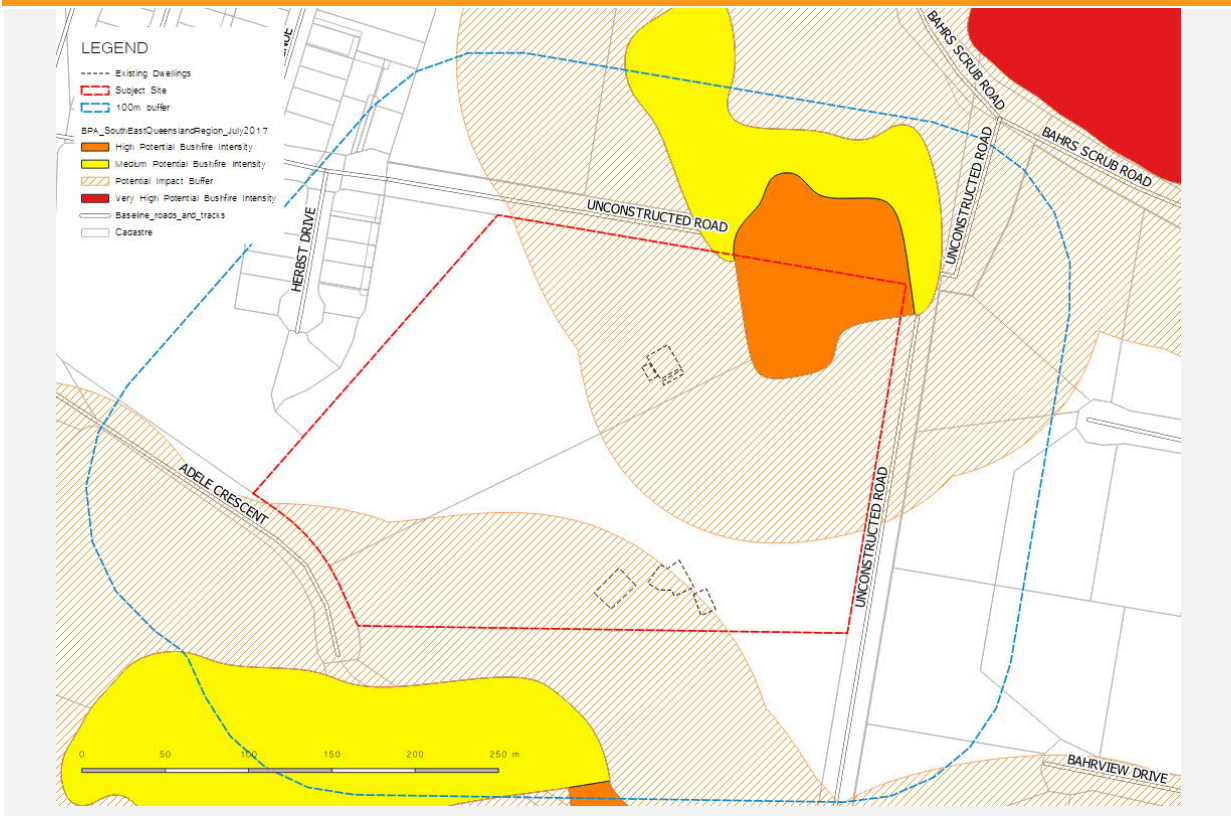 LEGEND
Existing Dwellings
Subject Site
100m buffer
BPA_SouthEastQueenslandRegion_July2017
High Potential Bushfire Intensity
Medium Potential Bushfire Intensity
Potential Impact Buffer
Very High Potential Bushfire Intensity
Baseline_roads_and_tracks
Cadastre
BAHRS SCRUB ROAD
BAHRS SCRUB ROAD
UNCONSTRUCTED ROAD
UNCONSTRUCTED ROAD
HERBST DRIVE
ADELE CRESCENT
UNCONSTRUCTED ROAD
BAHRVIEW DRIVE
0 50 100 150 200 250 m